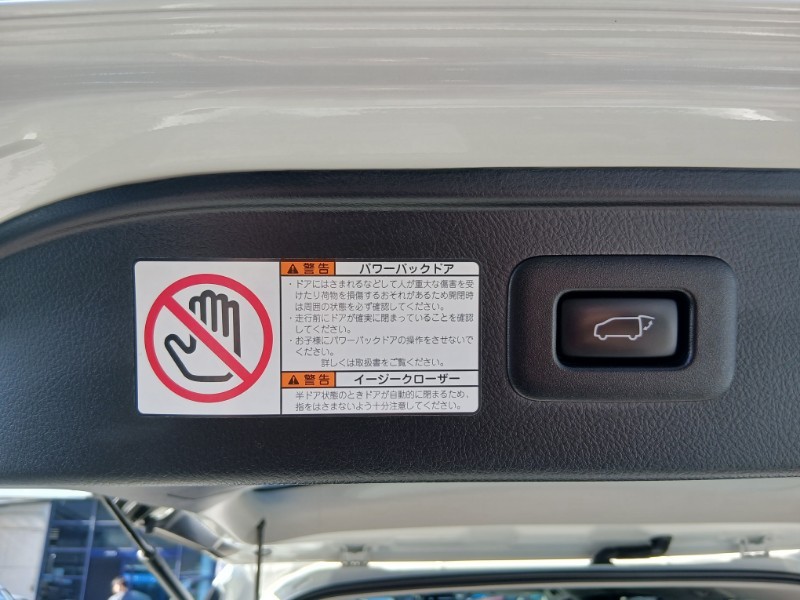 警告 パワーバックドア
・ドアにはさまれるなどして人が重大な傷害を受
けたり荷物を損傷するおそれがあるため開閉時
は周囲の状態を必ず確認してください。
・走行前にドアが確実に閉まっていることを確認
してください。
・お子様にパワーバックドアの操作をさせないで
ください。
詳しくは取扱書をご覧ください。
警告 イージークローザー
半ドア状態のときドアが自動的に閉まるため、
指をはさまないよう十分注意してください。